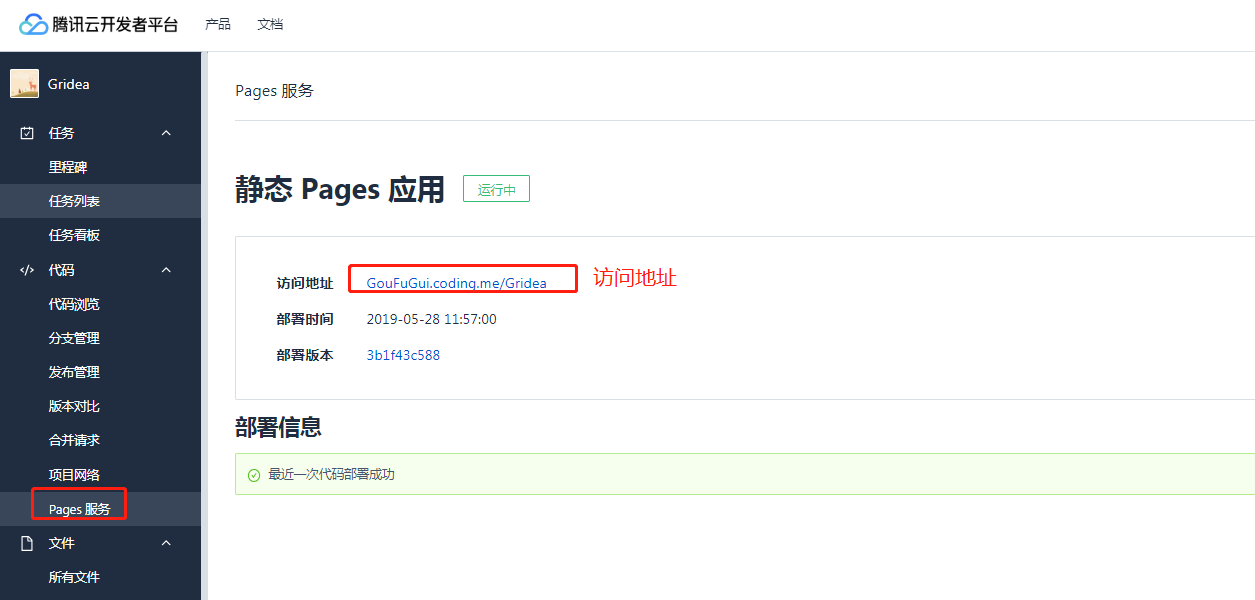 腾讯云开发者平台 产品 文档
Gridea
任务
里程碑
任务列表
任务看板
代码
代码浏览
分支管理
发布管理
版本对比
合并请求
项目网络
Pages 服务
文件
所有文件
Pages 服务
静态 Pages 应用 运行中
访问地址 GouFuGui.coding.me/Gridea 访问地址
部署时间 2019-05-28 11:57:00
部署版本 3b1f43c588
部署信息
最近一次代码部署成功